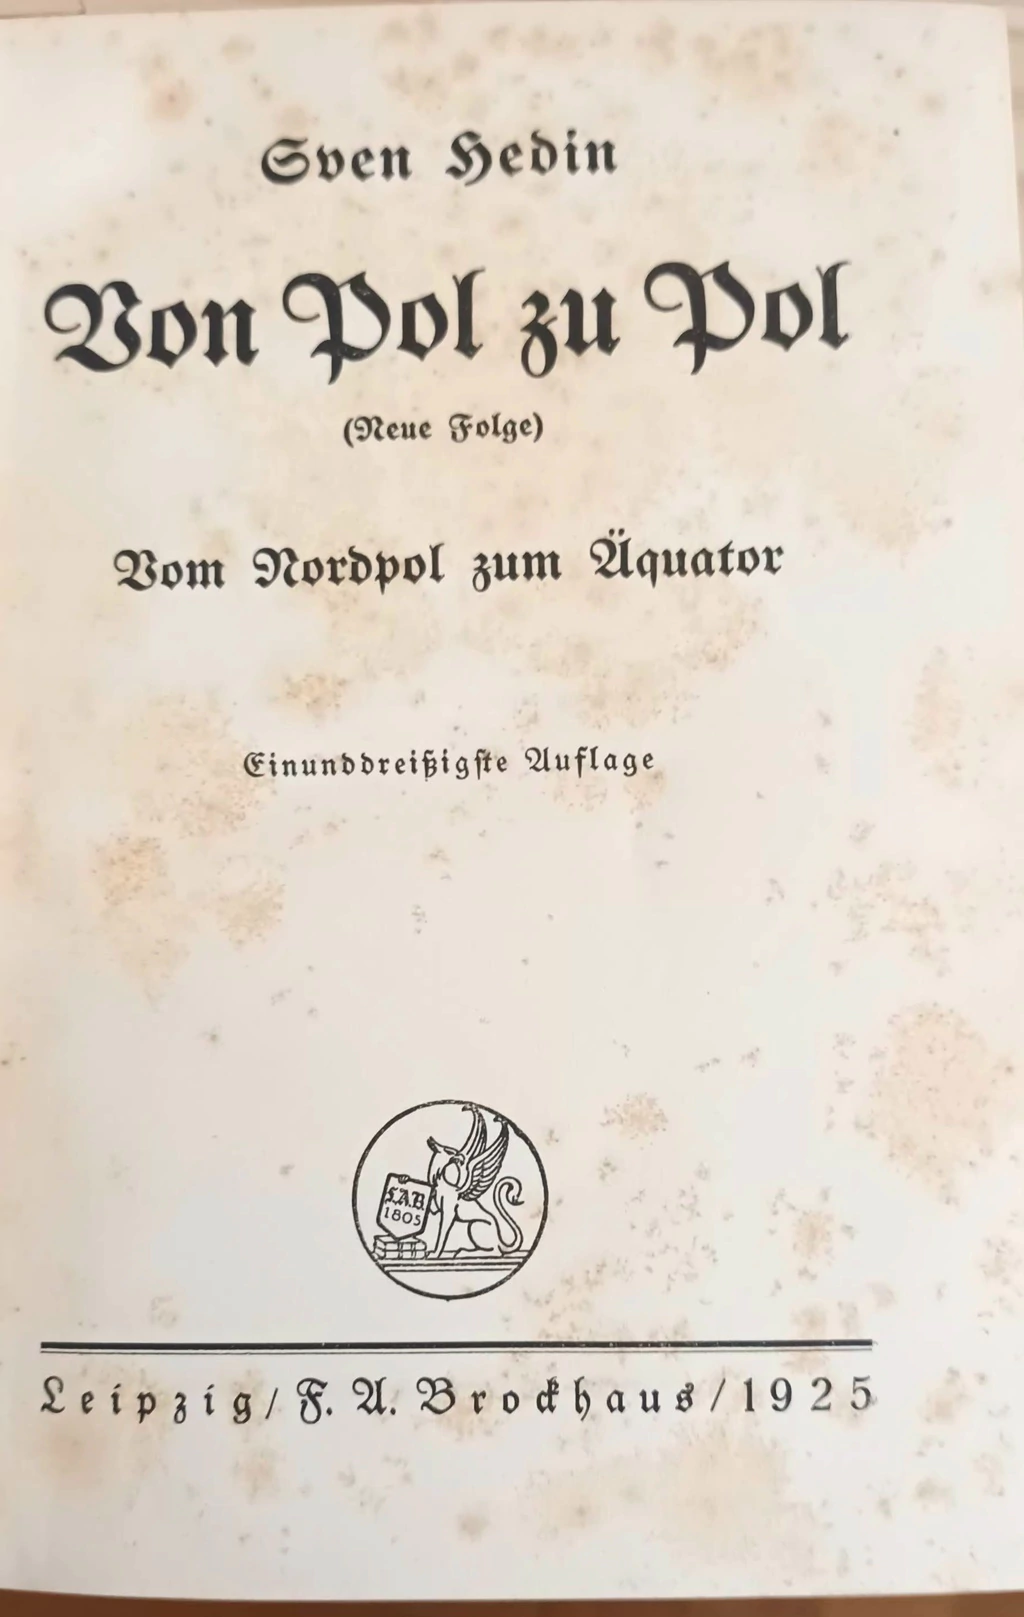 Sven Hedin
Von Pol zu Pol
(Neue Folge)
Vom Nordpol zum Äquator
Einunddreißigste Auflage
F.A.B.
1805
Leipzig / F. A. Brockhaus / 1925